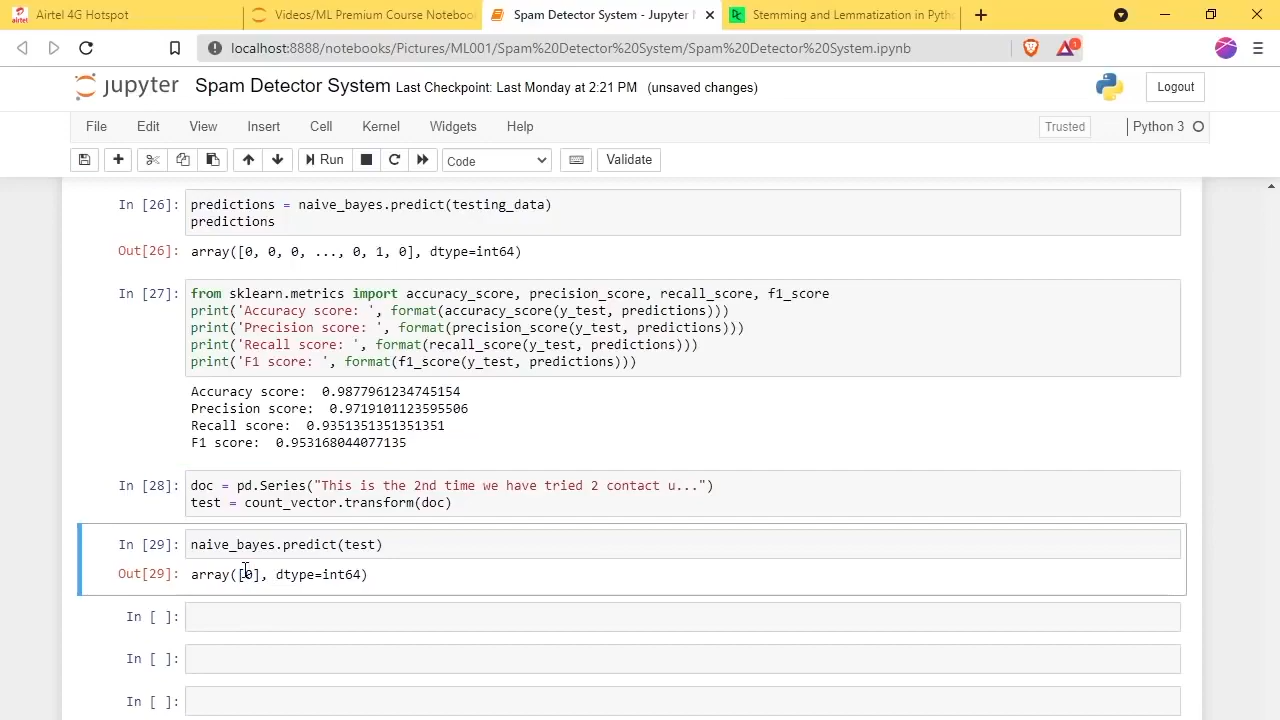 Airtel 4G Hotspot
Videos/ML Premium Course Notebook
Spam Detector System - Jupyter
Stemming and Lemmatization in Pyth
localhost:8888/notebooks/Pictures/ML001/Spam%20Detector%20System/Spam%20Detector%20System.ipynb
jupyter Spam Detector System Last Checkpoint: Last Monday at 2:21 PM (unsaved changes)
Logout
File Edit View Insert Cell Kernel Widgets Help
Trusted
Python 3
Run
Code
Validate
In [26]: predictions = naive_bayes.predict(testing_data)
predictions
Out[26]: array([0, 0, 0, ..., 0, 1, 0], dtype=int64)
In [27]: from sklearn.metrics import accuracy_score, precision_score, recall_score, f1_score
print('Accuracy score: ', format(accuracy_score(y_test, predictions)))
print('Precision score: ', format(precision_score(y_test, predictions)))
print('Recall score: ', format(recall_score(y_test, predictions)))
print('F1 score: ', format(f1_score(y_test, predictions)))
Accuracy score:  0.9877961234745154
Precision score:  0.9719101123595506
Recall score:  0.9351351351351351
F1 score:  0.953168044077135
In [28]: doc = pd.Series("This is the 2nd time we have tried 2 contact u...")
test = count_vector.transform(doc)
In [29]: naive_bayes.predict(test)
Out[29]: array([0], dtype=int64)
In [ ]:
In [ ]:
In [ ]: